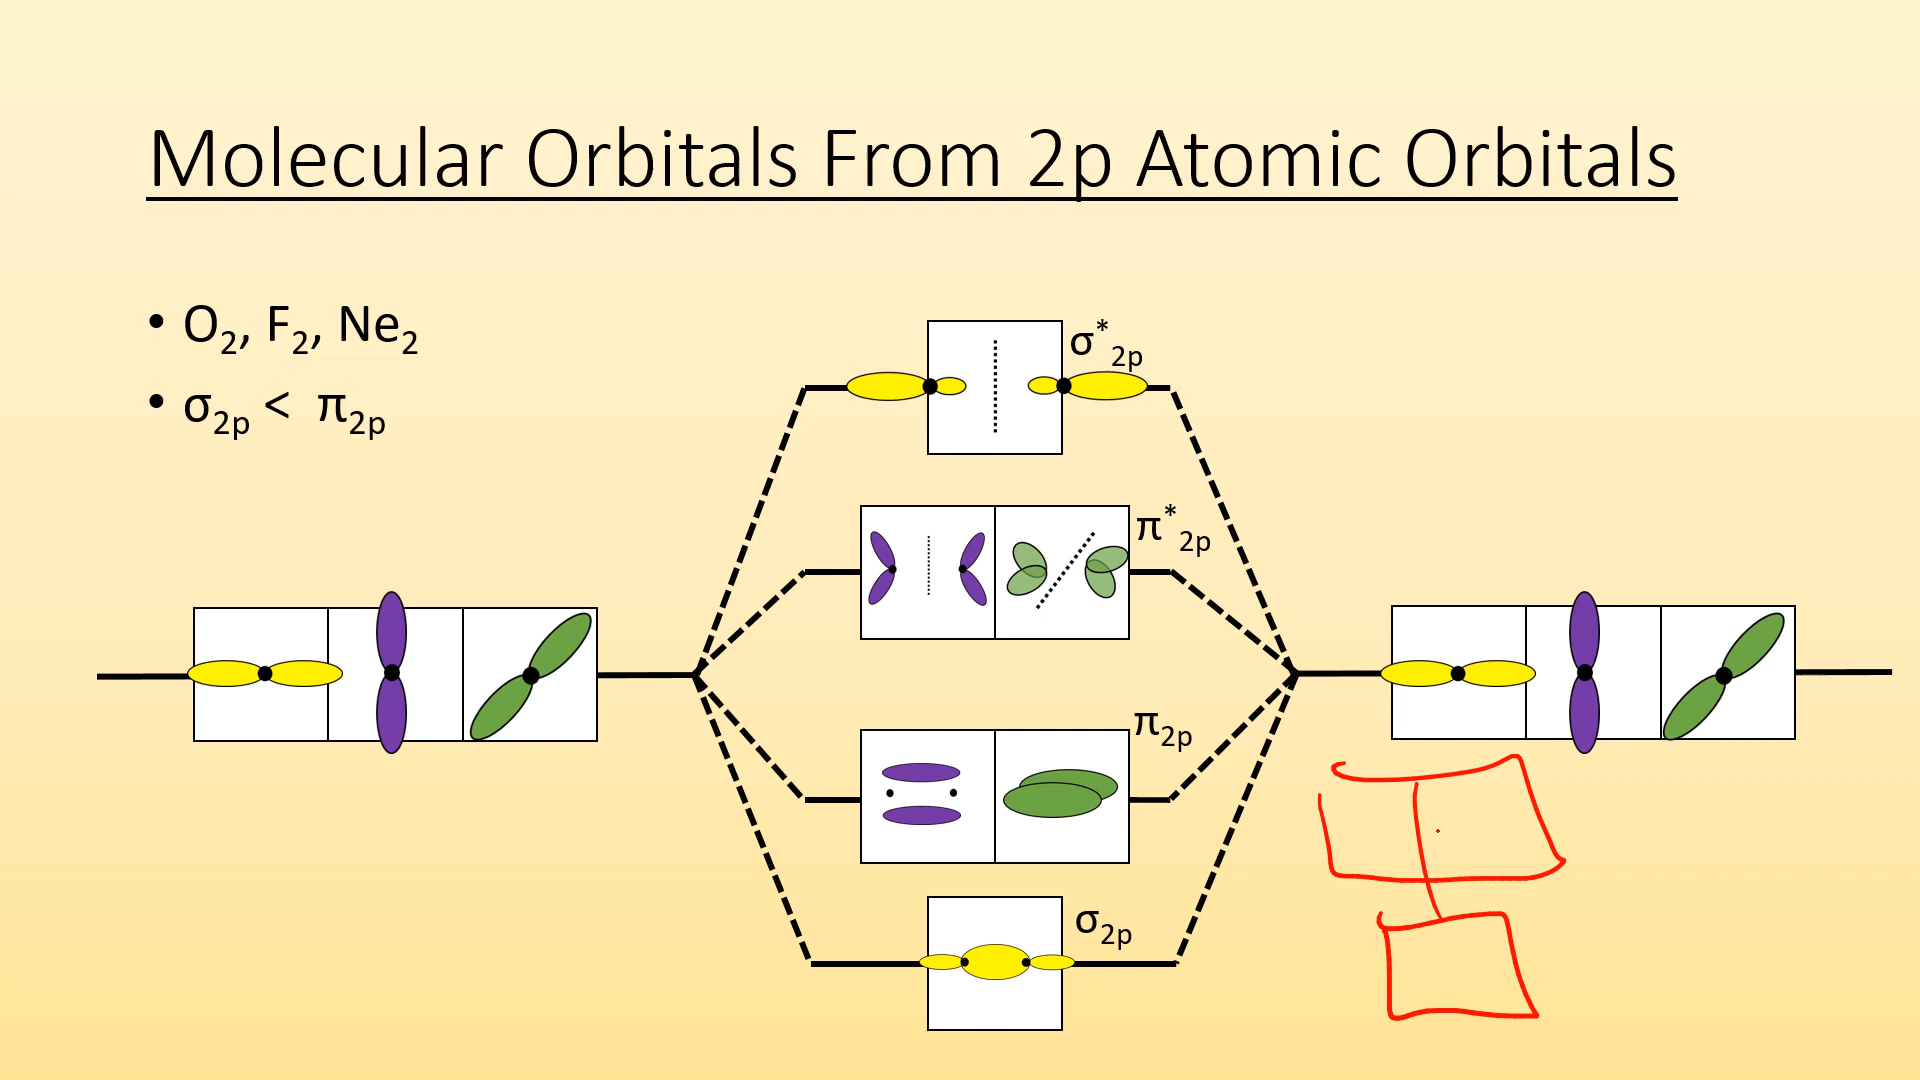 Molecular Orbitals From 2p Atomic Orbitals
• O₂, F₂, Ne₂
• σ₂ₚ < π₂ₚ
σ*₂ₚ
π*₂ₚ
π₂ₚ
σ₂ₚ